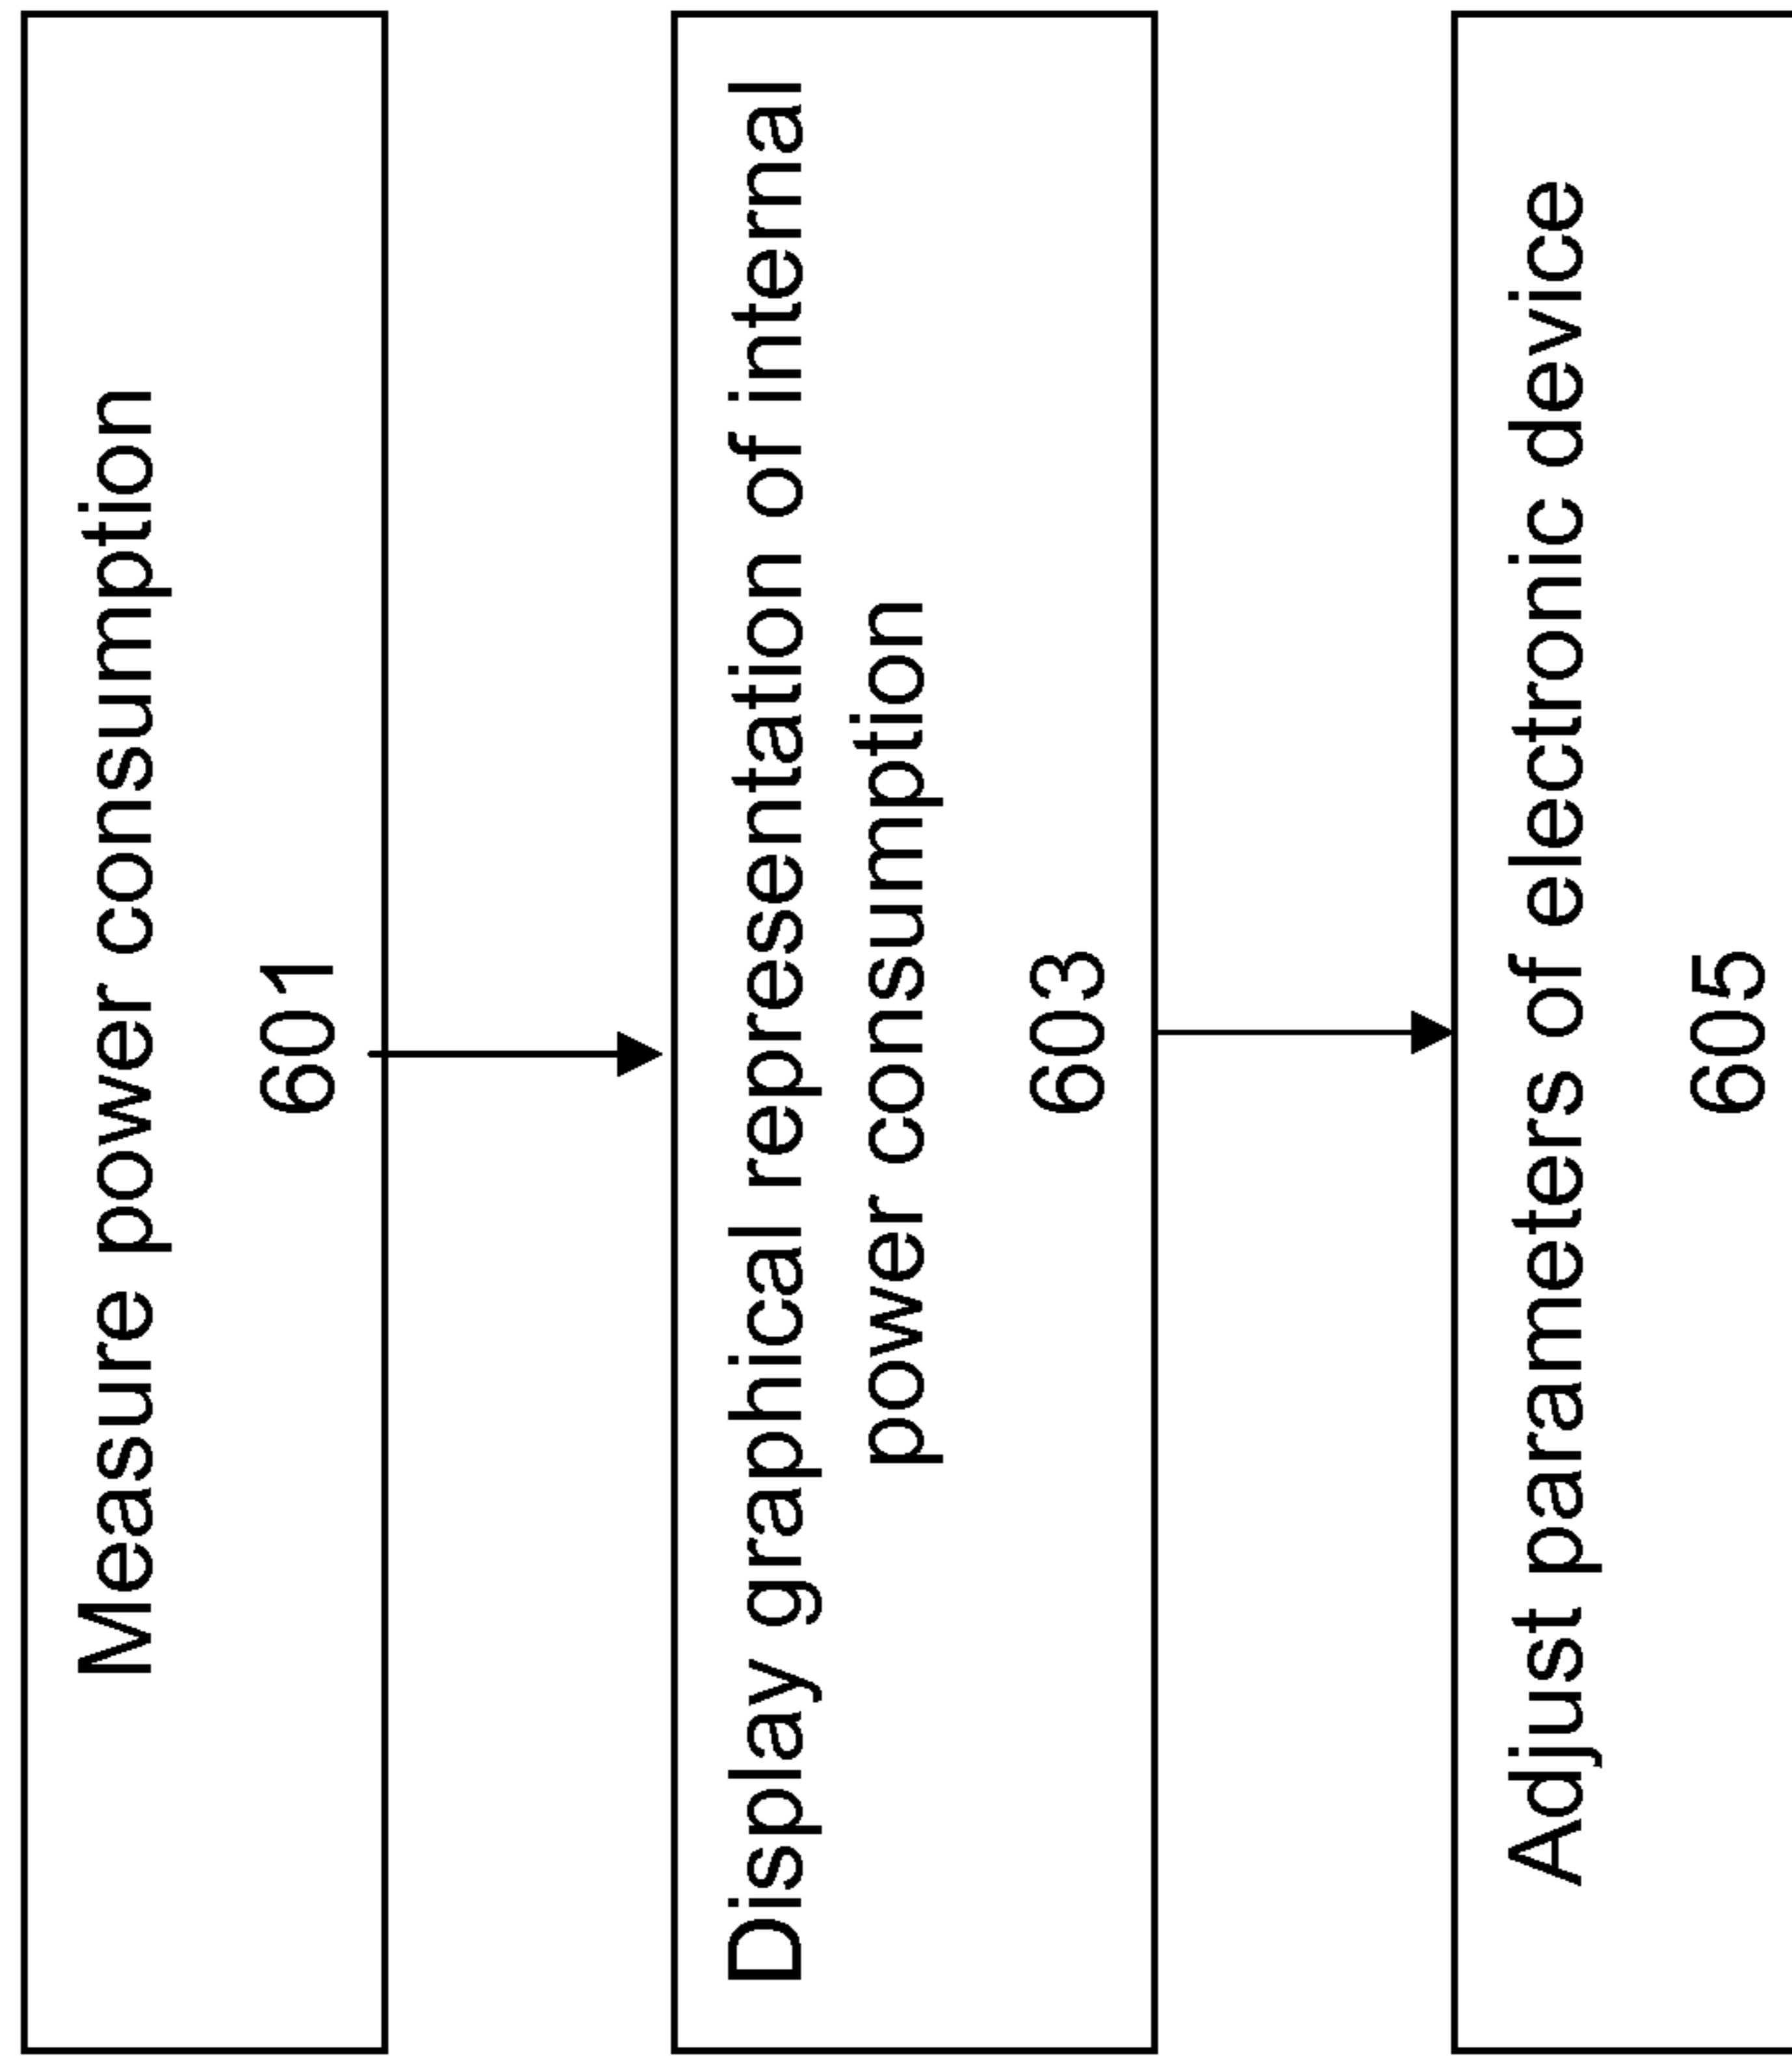 Measure power consumption
601
Display graphical representation of internal
power consumption
603
Adjust parameters of electronic device
605